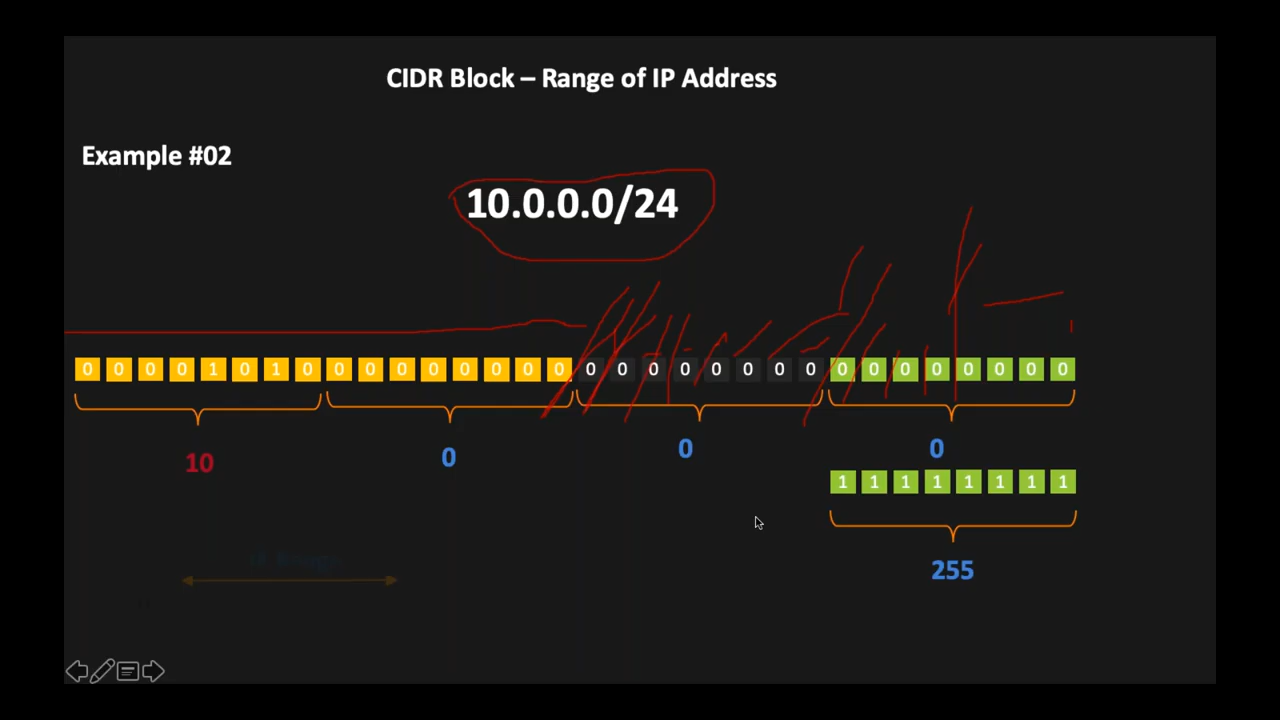 CIDR Block – Range of IP Address
Example #02
10.0.0.0/24
0 0 0 0 1 0 1 0 0 0 0 0 0 0 0 0 0 0 0 0 0 0 0 0 0 0 0 0 0 0 0 0
10 0 0 0
1 1 1 1 1 1 1 1
255